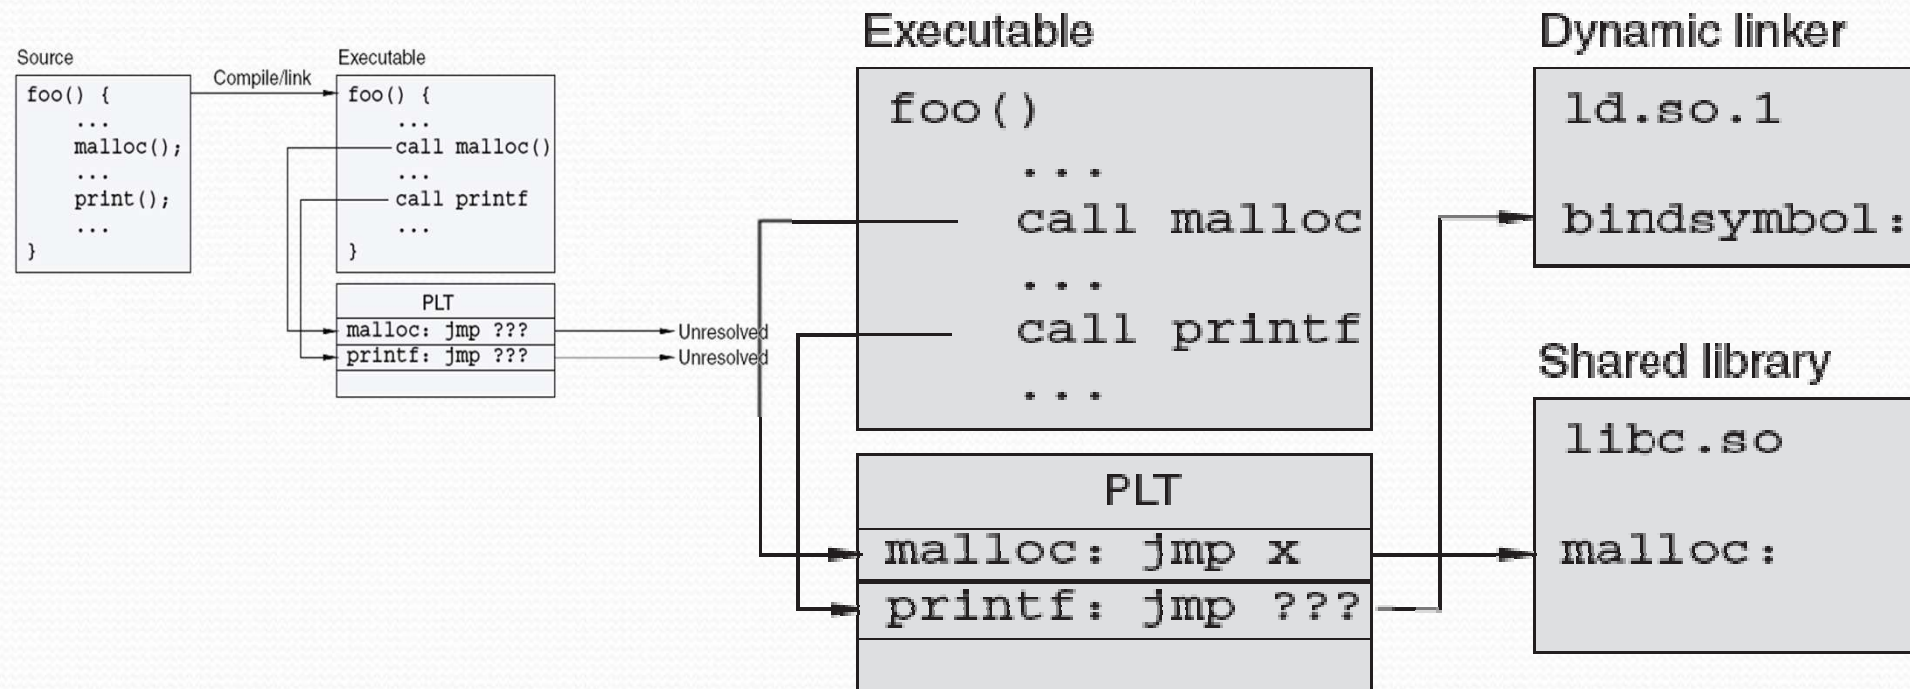 Source
foo() {
...
malloc();
...
print();
...
}
Compile/link
Executable
foo() {
...
call malloc()
...
call printf
...
}
PLT
malloc: jmp ???
printf: jmp ???
Unresolved
Unresolved
Executable
foo()
...
call malloc
...
call printf
...
PLT
malloc: jmp x
printf: jmp ???
Dynamic linker
ld.so.1
bindsymbol:
Shared library
libc.so
malloc: